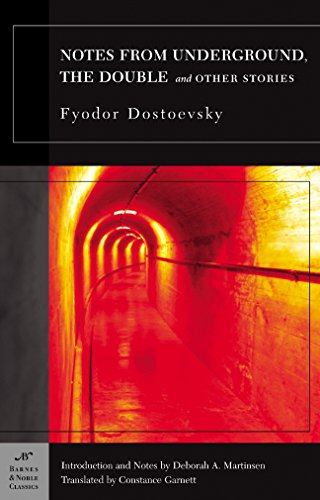 NOTES FROM UNDERGROUND,
THE DOUBLE and OTHER STORIES
Fyodor Dostoevsky
BARNES
& NOBLE
CLASSICS
Introduction and Notes by Deborah A. Martinsen
Translated by Constance Garnett